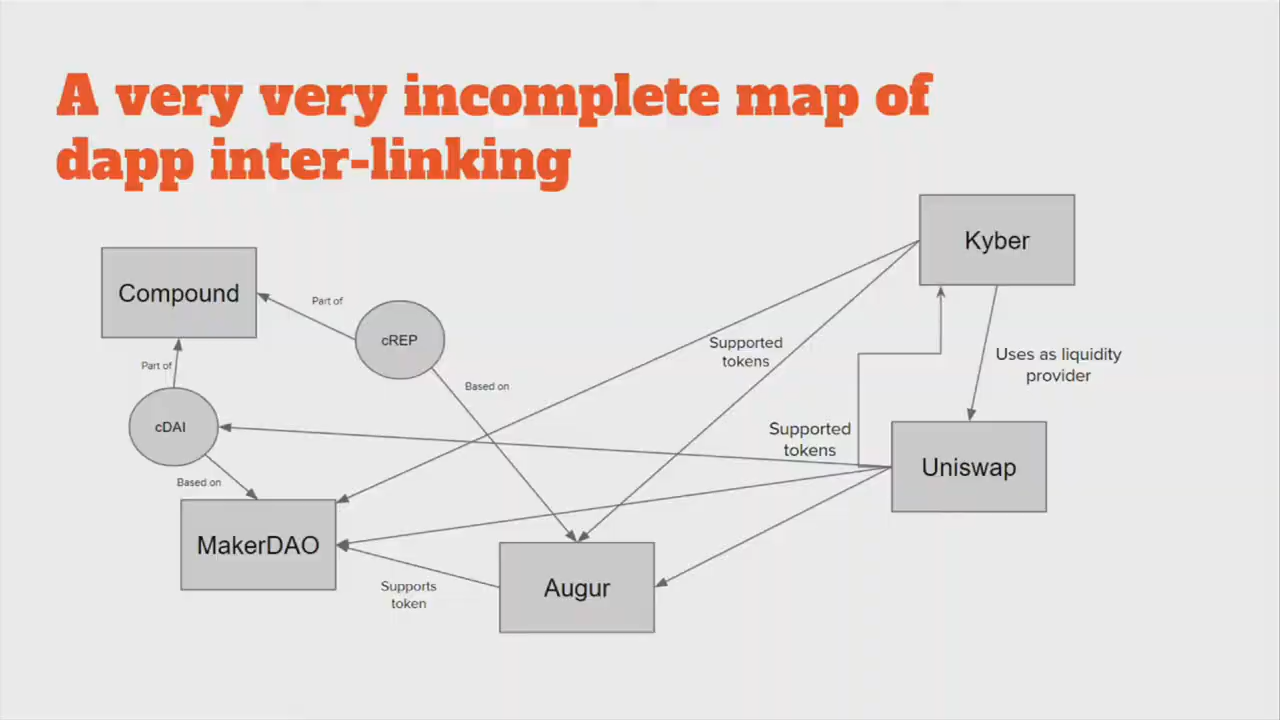 A very very incomplete map of
dapp inter-linking
Kyber
Compound
Part of
cREP
Supported
tokens
Uses as liquidity
provider
Part of
Based on
cDAI
Supported
tokens
Uniswap
Based on
MakerDAO
Augur
Supports
token